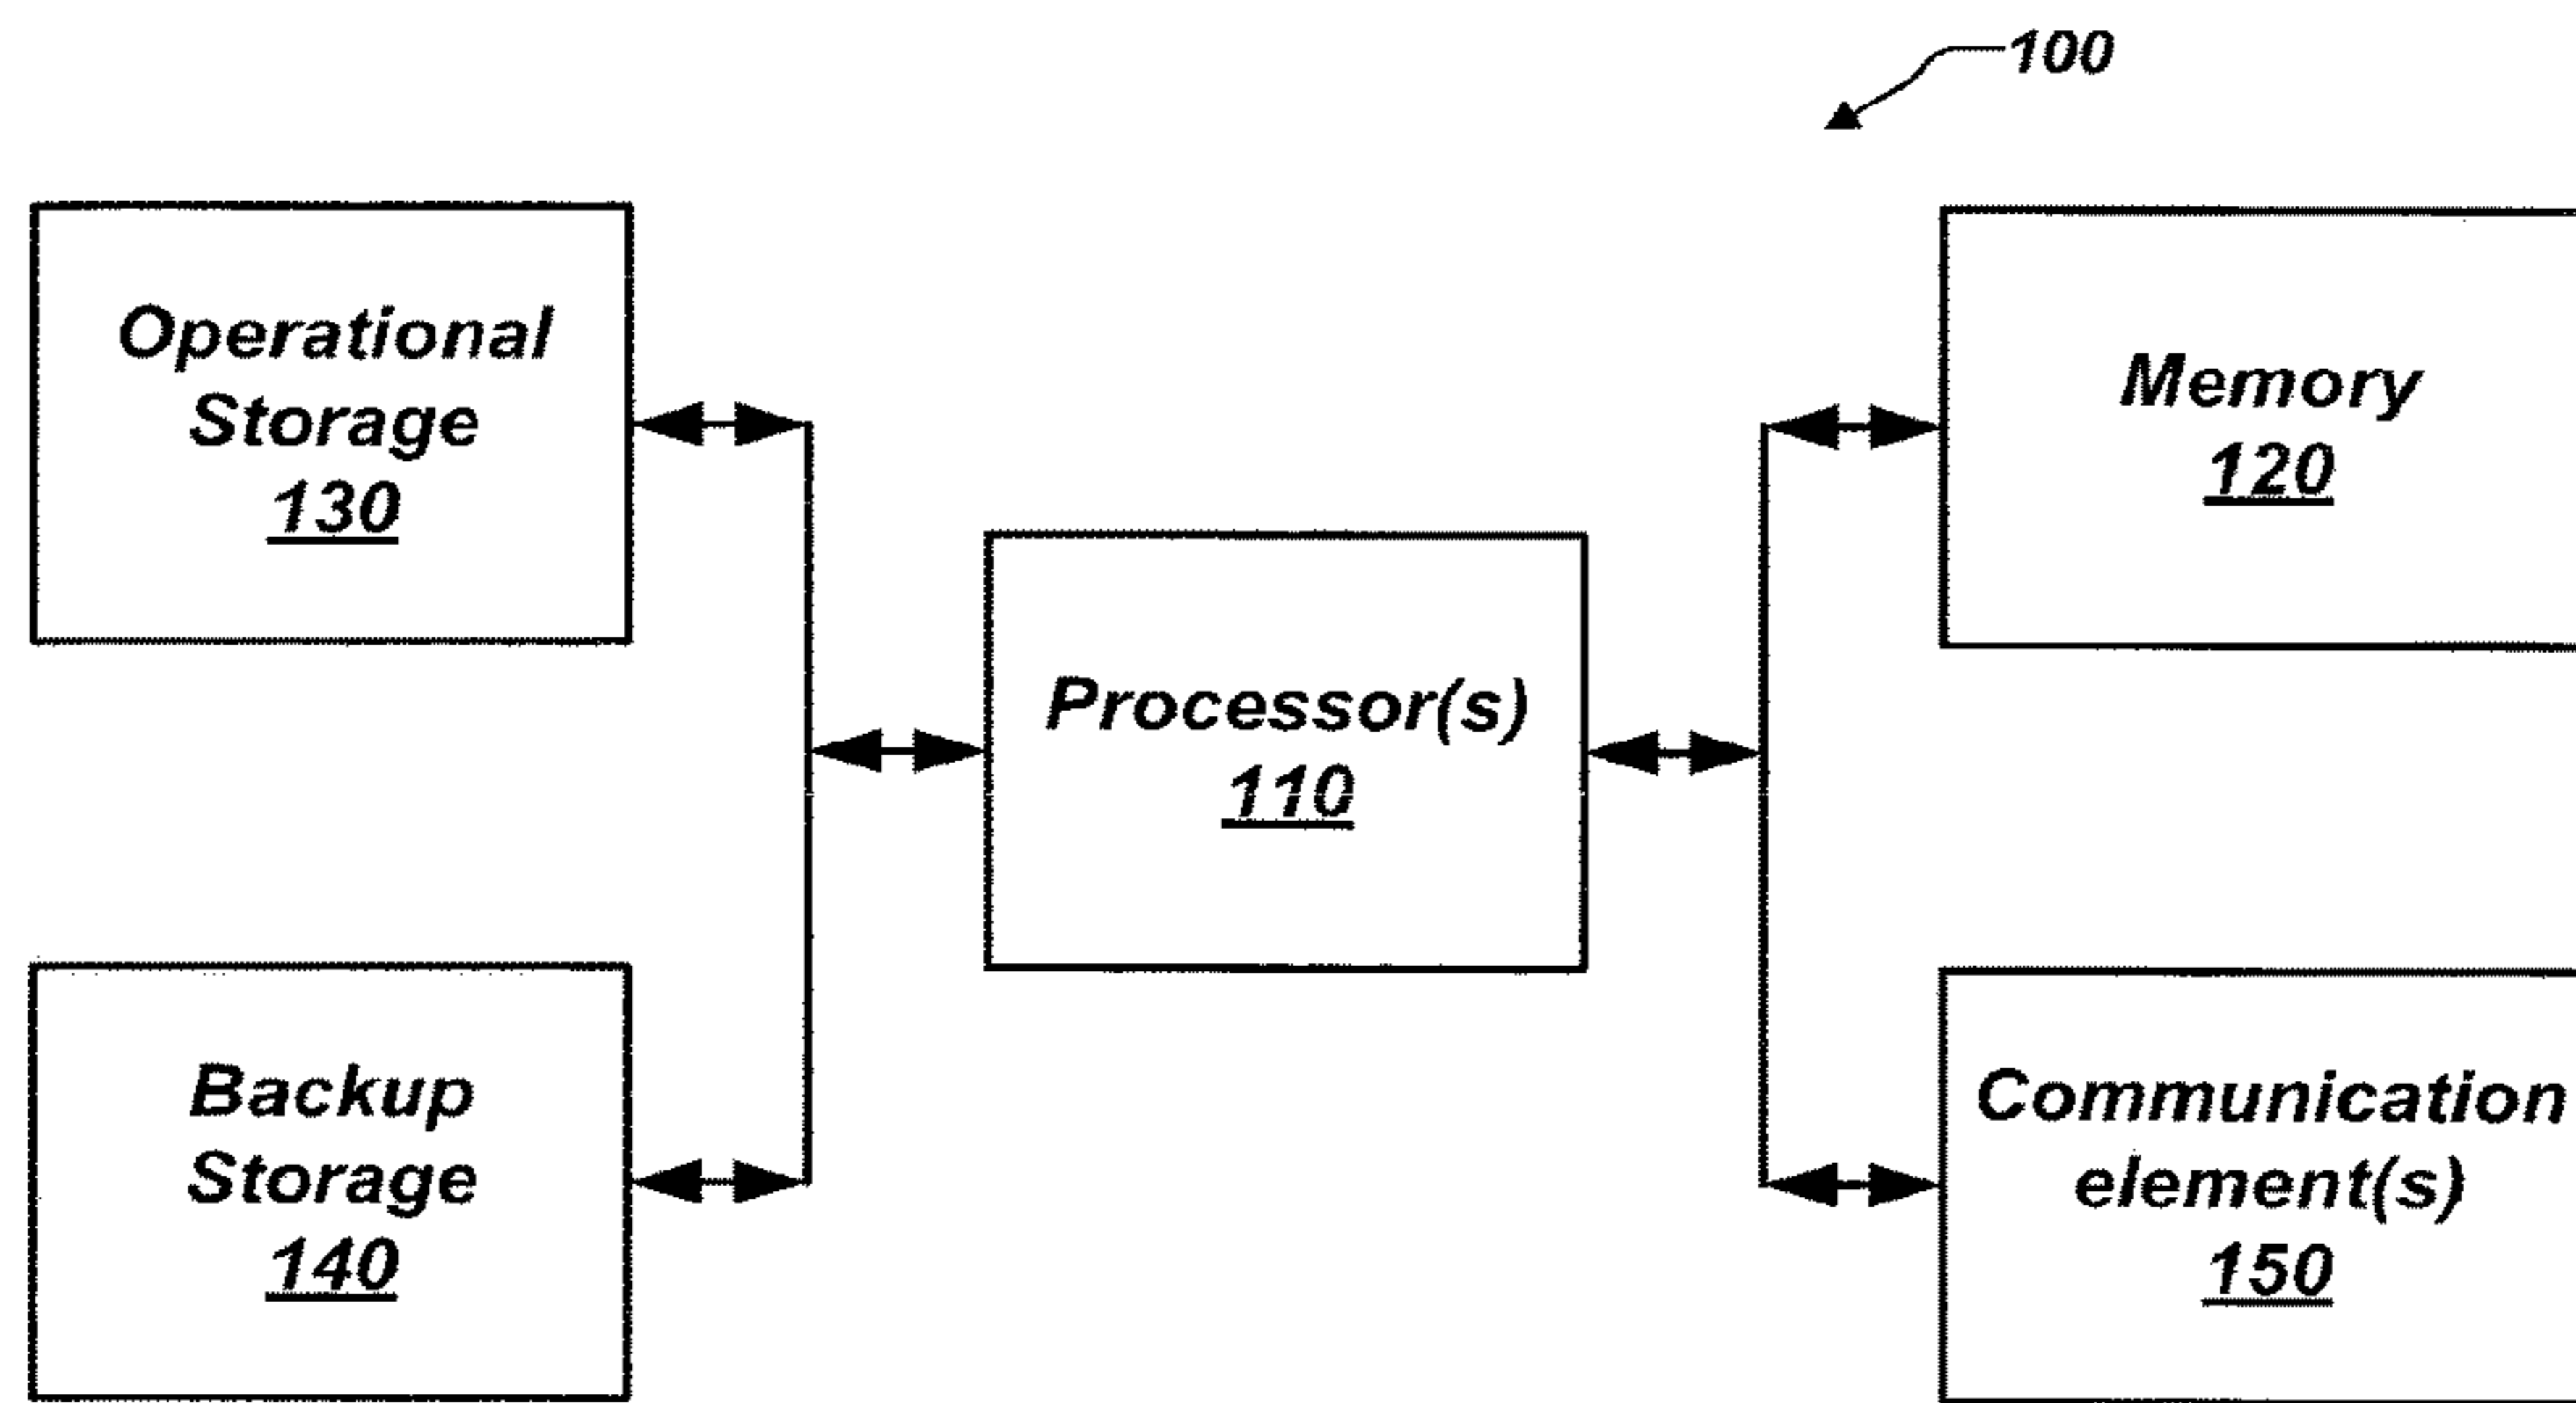 100
Operational
Storage
130
Memory
120
Processor(s)
110
Backup
Storage
140
Communication
element(s)
150